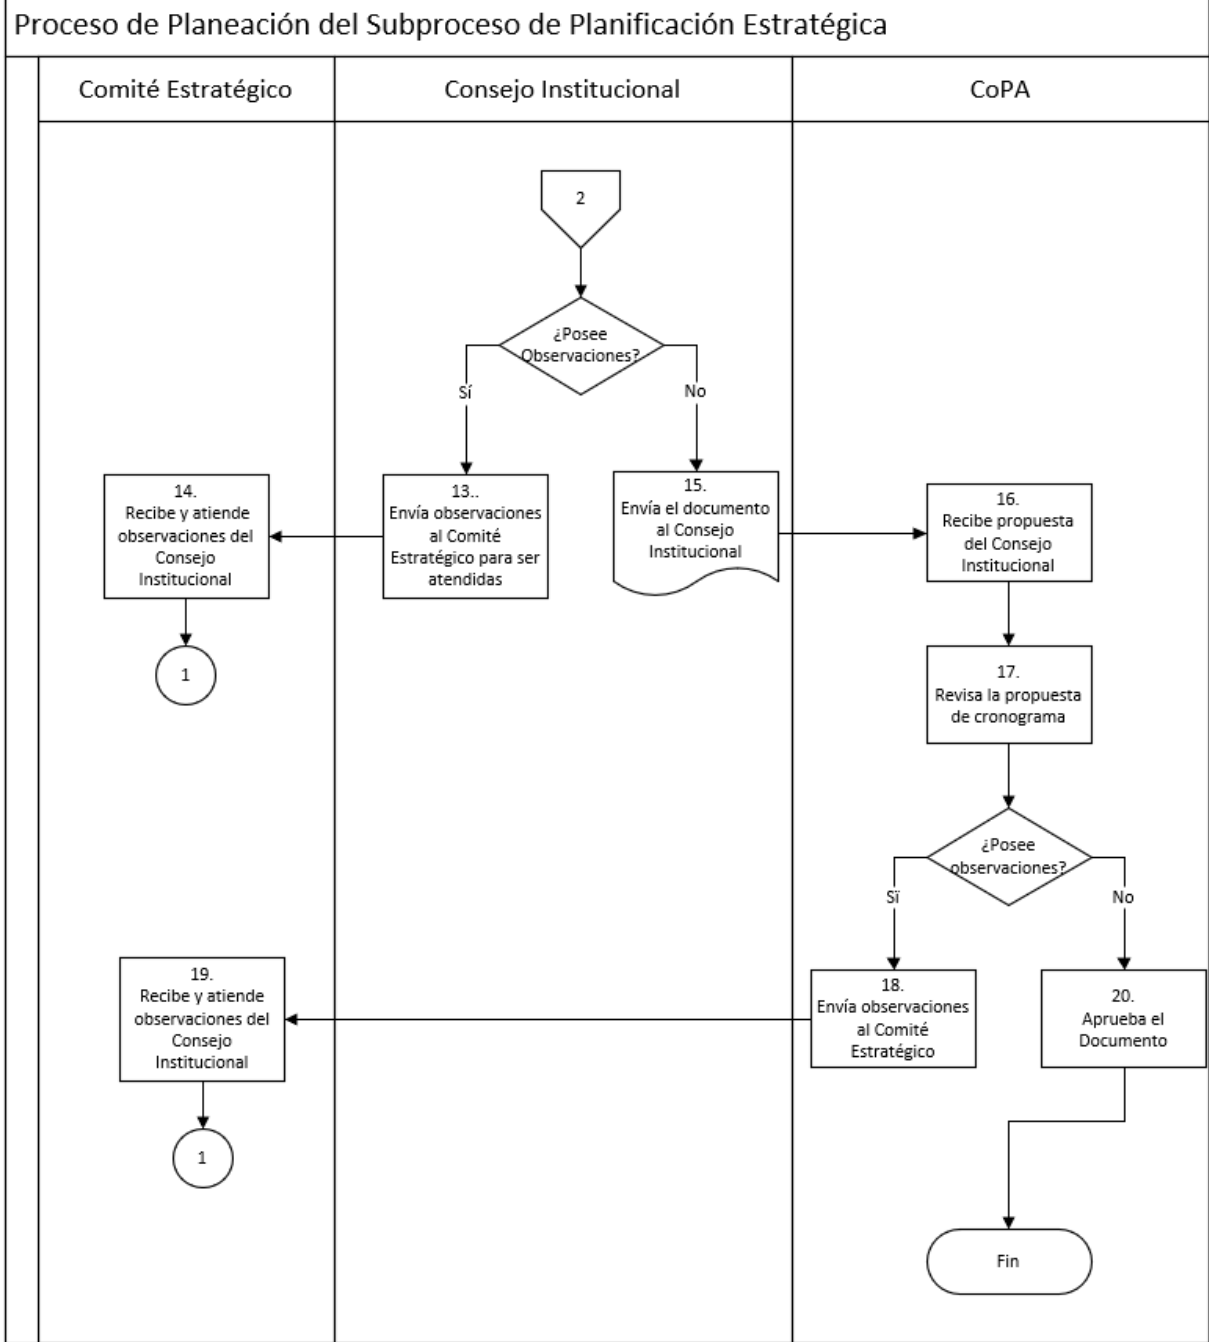 Proceso de Planeación del Subproceso de Planificación Estratégica
Comité Estratégico
Consejo Institucional
CoPA
2
¿Posee
Observaciones?
Sí
No
14.
Recibe y atiende
observaciones del
Consejo
Institucional
13..
Envía observaciones
al Comité
Estratégico para ser
atendidas
15.
Envía el documento
al Consejo
Institucional
16.
Recibe propuesta
del Consejo
Institucional
1
17.
Revisa la propuesta
de cronograma
¿Posee
observaciones?
Sï
No
19.
Recibe y atiende
observaciones del
Consejo
Institucional
18.
Envía observaciones
al Comité
Estratégico
20.
Aprueba el
Documento
1
Fin